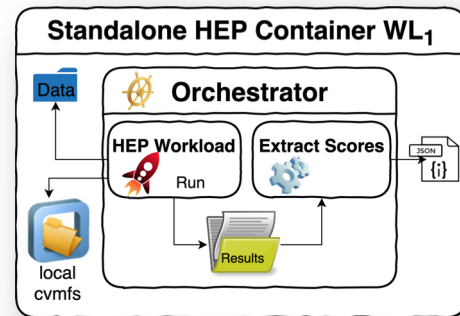 Standalone HEP Container WL1
Data
Orchestrator
HEP Workload
Run
Extract Scores
JSON
{i}
Results
local
cvmfs